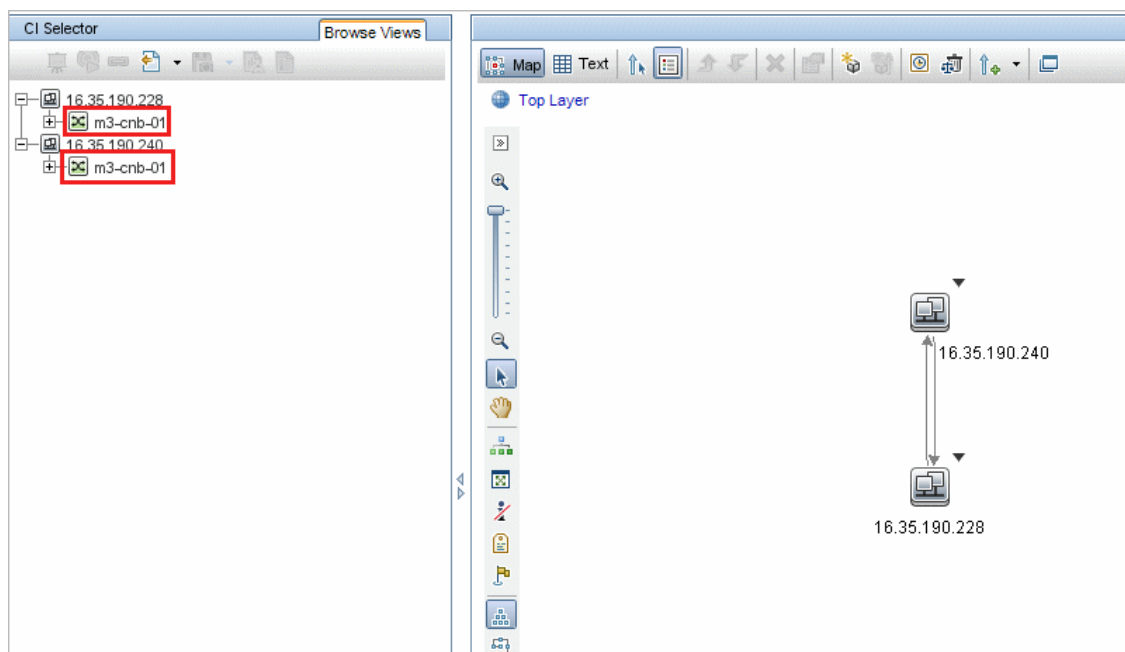 CI Selector
Browse Views
16.35.190.228
m3-cnb-01
16.35.190.240
m3-cnb-01
Map
Text
Top Layer
16.35.190.240
16.35.190.228